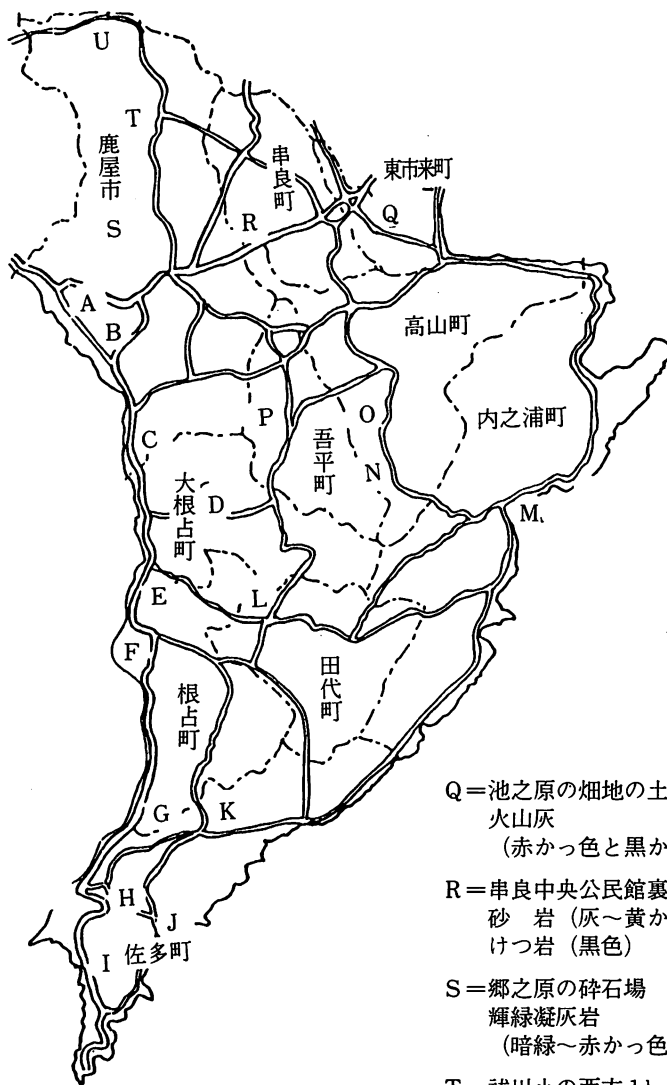 U
T
鹿屋市
S
串良町
東市来町
R
Q
A
B
高山町
C
P
O
吾平町
内之浦町
N
大根占町
D
M
E
L
F
田代町
根占町
G
K
H
J
I
佐多町
Q=池之原の畑地の土
火山灰
(赤かっ色と黒か
R=串良中央公民館裏
砂　岩（灰～黄か
けつ岩（黒色）
S=郷之原の砕石場
輝緑凝灰岩
（暗緑～赤かっ色